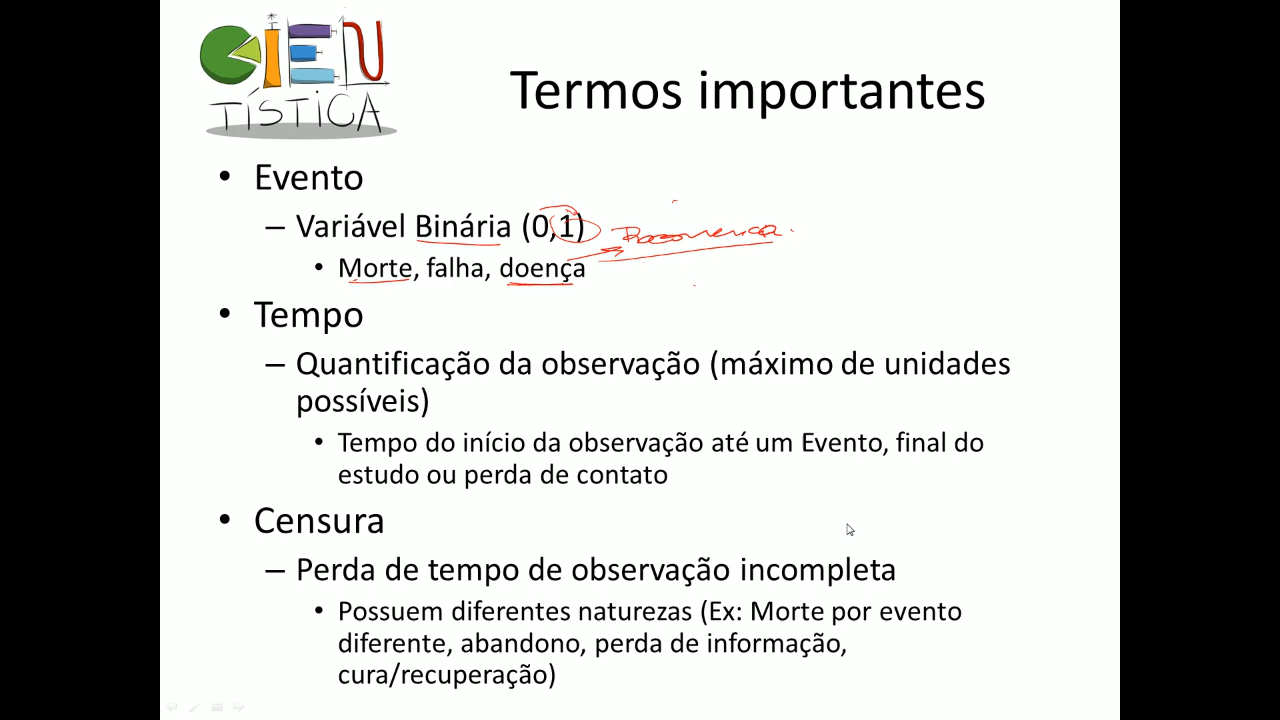 CIEN
TÍSTICA
Termos importantes
• Evento
– Variável Binária (0,1)
• Morte, falha, doença
• Tempo
– Quantificação da observação (máximo de unidades
possíveis)
• Tempo do início da observação até um Evento, final do
estudo ou perda de contato
• Censura
– Perda de tempo de observação incompleta
• Possuem diferentes naturezas (Ex: Morte por evento
diferente, abandono, perda de informação,
cura/recuperação)